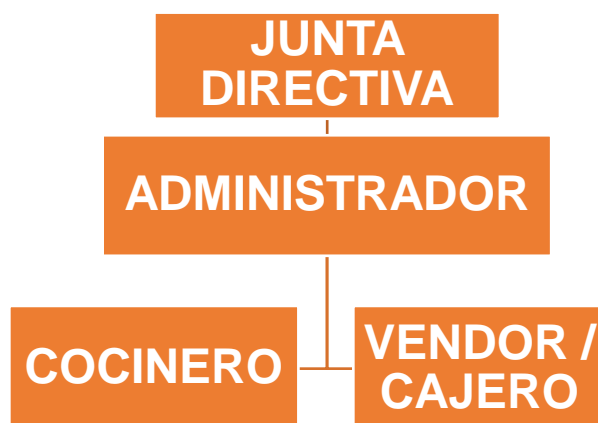 JUNTA
DIRECTIVA
ADMINISTRADOR
COCINERO
VENDOR /
CAJERO